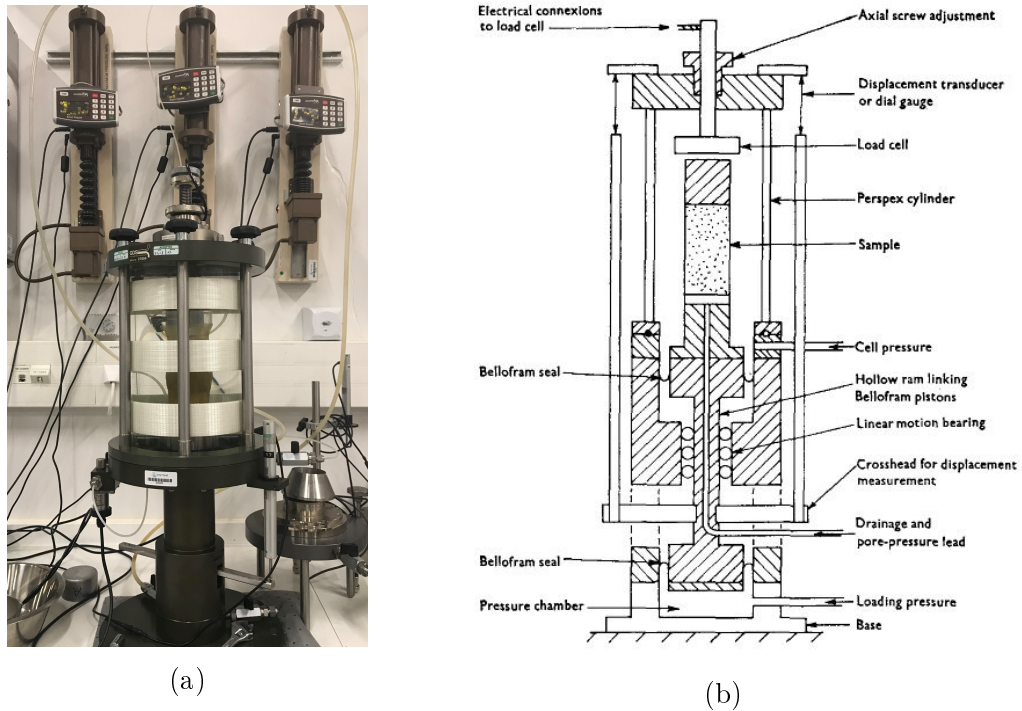 Electrical connexions
to load cell
Axial screw adjustment
Displacement transducer
or dial gauge
Load cell
Perspex cylinder
Sample
Cell pressure
Bellofram seal
Hollow ram linking
Bellofram pistons
Linear motion bearing
Crosshead for displacement
measurement
Drainage and
pore-pressure lead
Bellofram seal
Pressure chamber
Loading pressure
Base
(a)
(b)